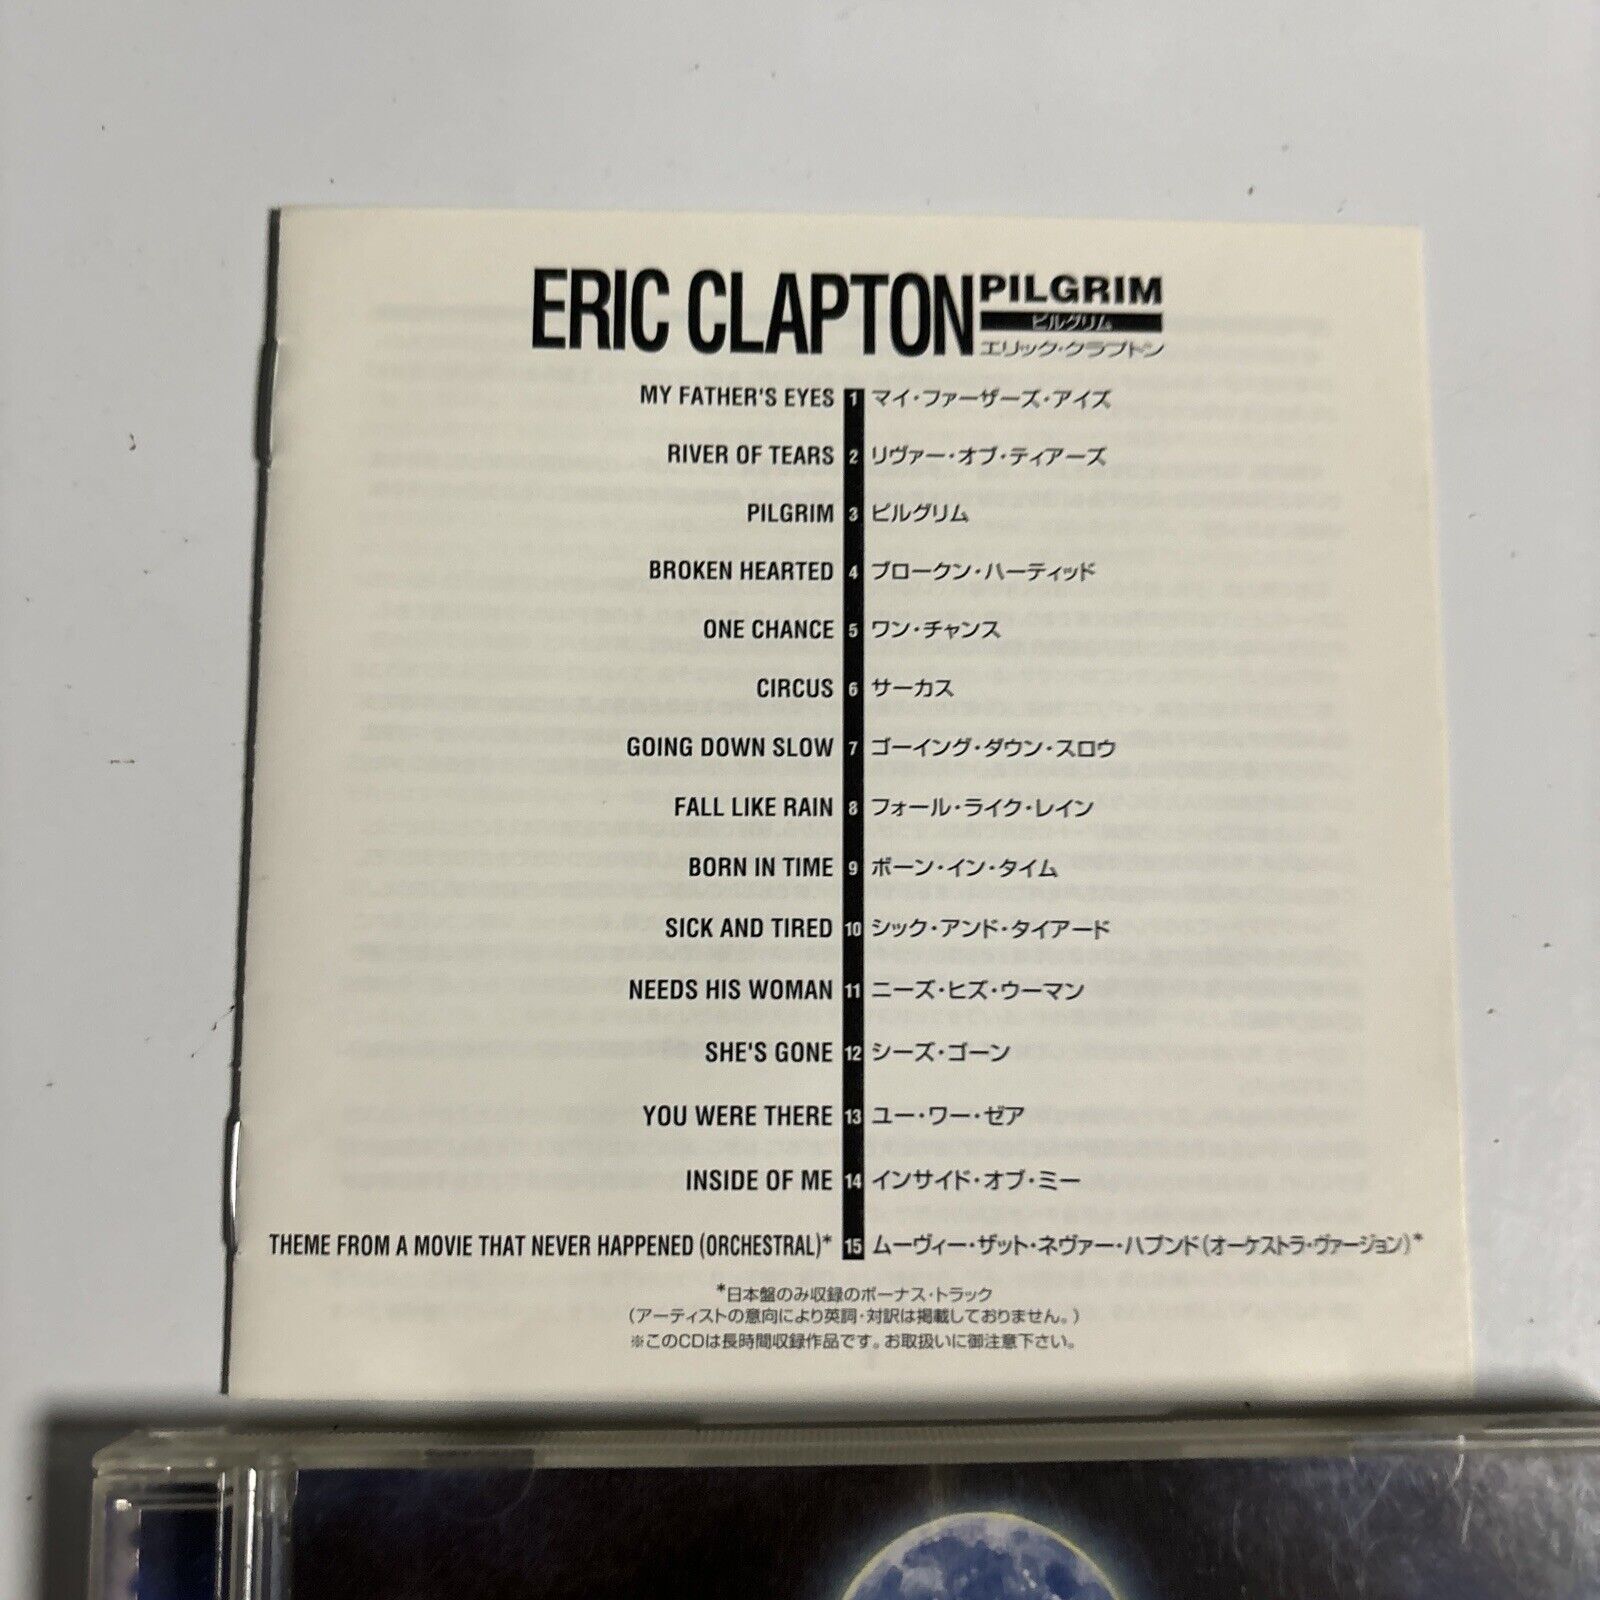 ERIC CLAPTON PILGRIM
ピルグリム
エリック・クラプトン
MY FATHER'S EYES 1 マイ・ファーザーズ・アイズ
RIVER OF TEARS 2 リヴァー・オブ・ティアーズ
PILGRIM 3 ピルグリム
BROKEN HEARTED 4 ブロークン・ハーティッド
ONE CHANCE 5 ワン・チャンス
CIRCUS 6 サーカス
GOING DOWN SLOW 7 ゴーイング・ダウン・スロウ
FALL LIKE RAIN 8 フォール・ライク・レイン
BORN IN TIME 9 ボーン・イン・タイム
SICK AND TIRED 10 シック・アンド・タイアード
NEEDS HIS WOMAN 11 ニーズ・ヒズ・ウーマン
SHE'S GONE 12 シーズ・ゴーン
YOU WERE THERE 13 ユー・ワー・ゼア
INSIDE OF ME 14 インサイド・オブ・ミー
THEME FROM A MOVIE THAT NEVER HAPPENED (ORCHESTRAL)* 15 ムーヴィー・ザット・ネヴァー・ハプンド(オーケストラ・ヴァージョン)*
*日本盤のみ収録のボーナス・トラック
(アーティストの意向により英詞・対訳は掲載しておりません。)
※このCDは長時間収録作品です。お取扱いに御注意下さい。